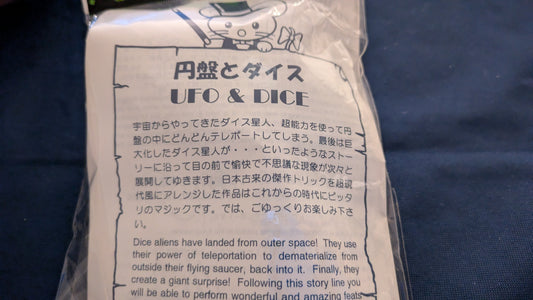 円盤とダイス
UFO & DICE
宇宙からやってきたダイス星人、超能力を使って円
盤の中にどんどんテレポートしてしまう。最後は巨
大化したダイス星人が・・・といったようなストー
リーに沿って目の前で愉快で不思議な現象が次々と
展開してゆきます。日本古来の傑作トリックを超現
代風にアレンジした作品はこれからの時代にピッタ
リのマジックです。では、ごゆっくりお楽しみ下さ
い。
Dice aliens have landed from outer space! They use
their power of teleportation to dematerialize from
outside their flying saucer, back into it. Finally, they
create a giant surprise! Following this story line you
will be able to perform wonderful and amazing feats